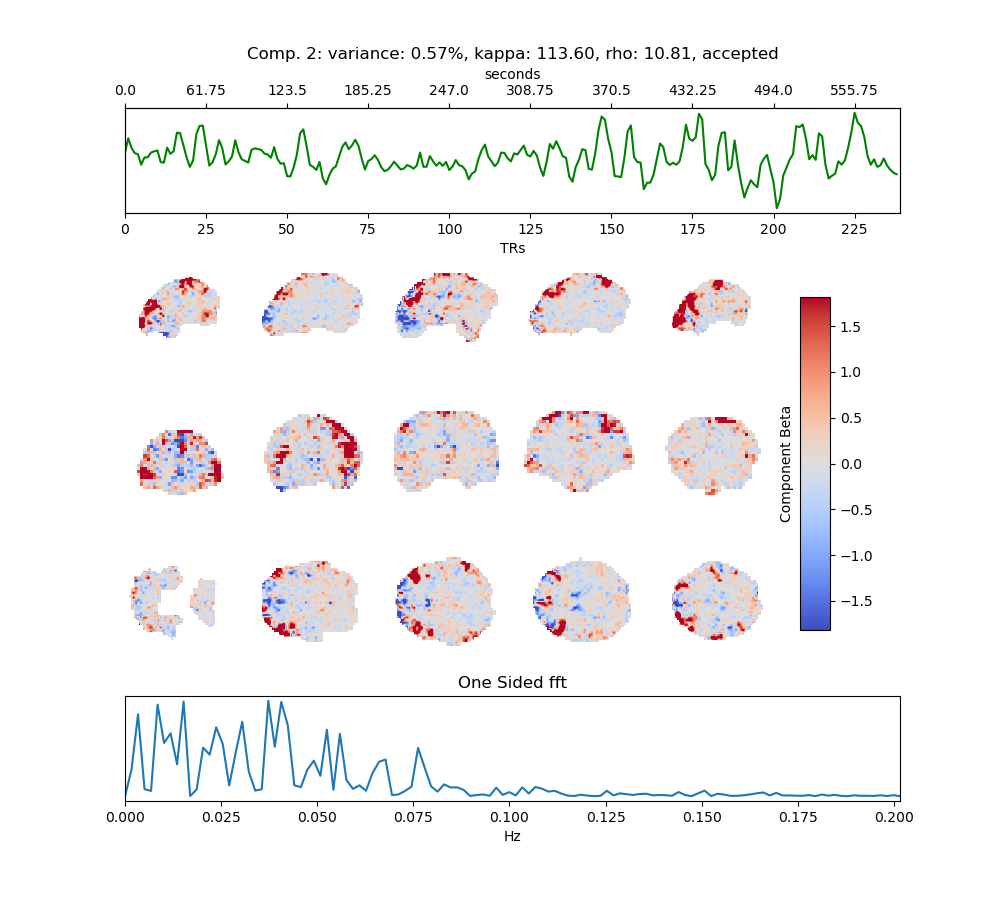 Comp. 2: variance: 0.57%, kappa: 113.60, rho: 10.81, accepted
seconds
0.0 61.75 123.5 185.25 247.0 308.75 370.5 432.25 494.0 555.75
0 25 50 75 100 125 150 175 200 225
TRs
1.5
1.0
0.5
0.0
−0.5
−1.0
−1.5
Component Beta
One Sided fft
0.000 0.025 0.050 0.075 0.100 0.125 0.150 0.175 0.200
Hz